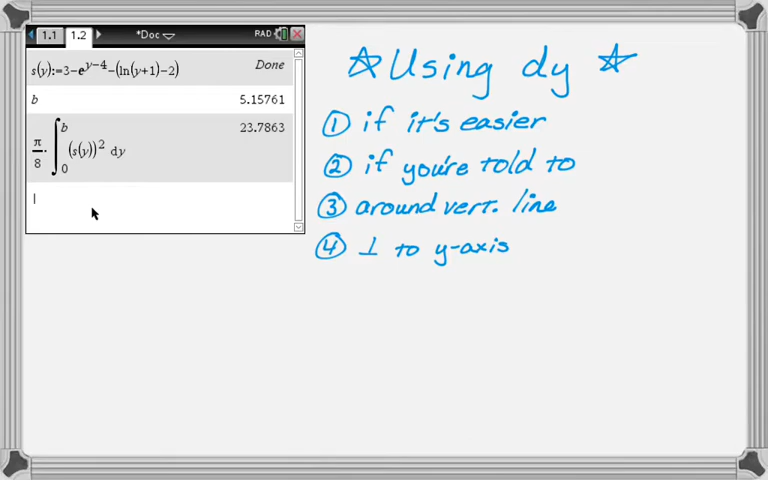 1.1 1.2 *Doc RAD
s(y):=3-e^(y-4)-(ln(y+1)-2) Done
b 5.15761
π/8·∫₀ᵇ (s(y))² dy 23.7863
☆Using dy☆
① if it's easier
② if you're told to
③ around vert. line
④ ⊥ to y-axis